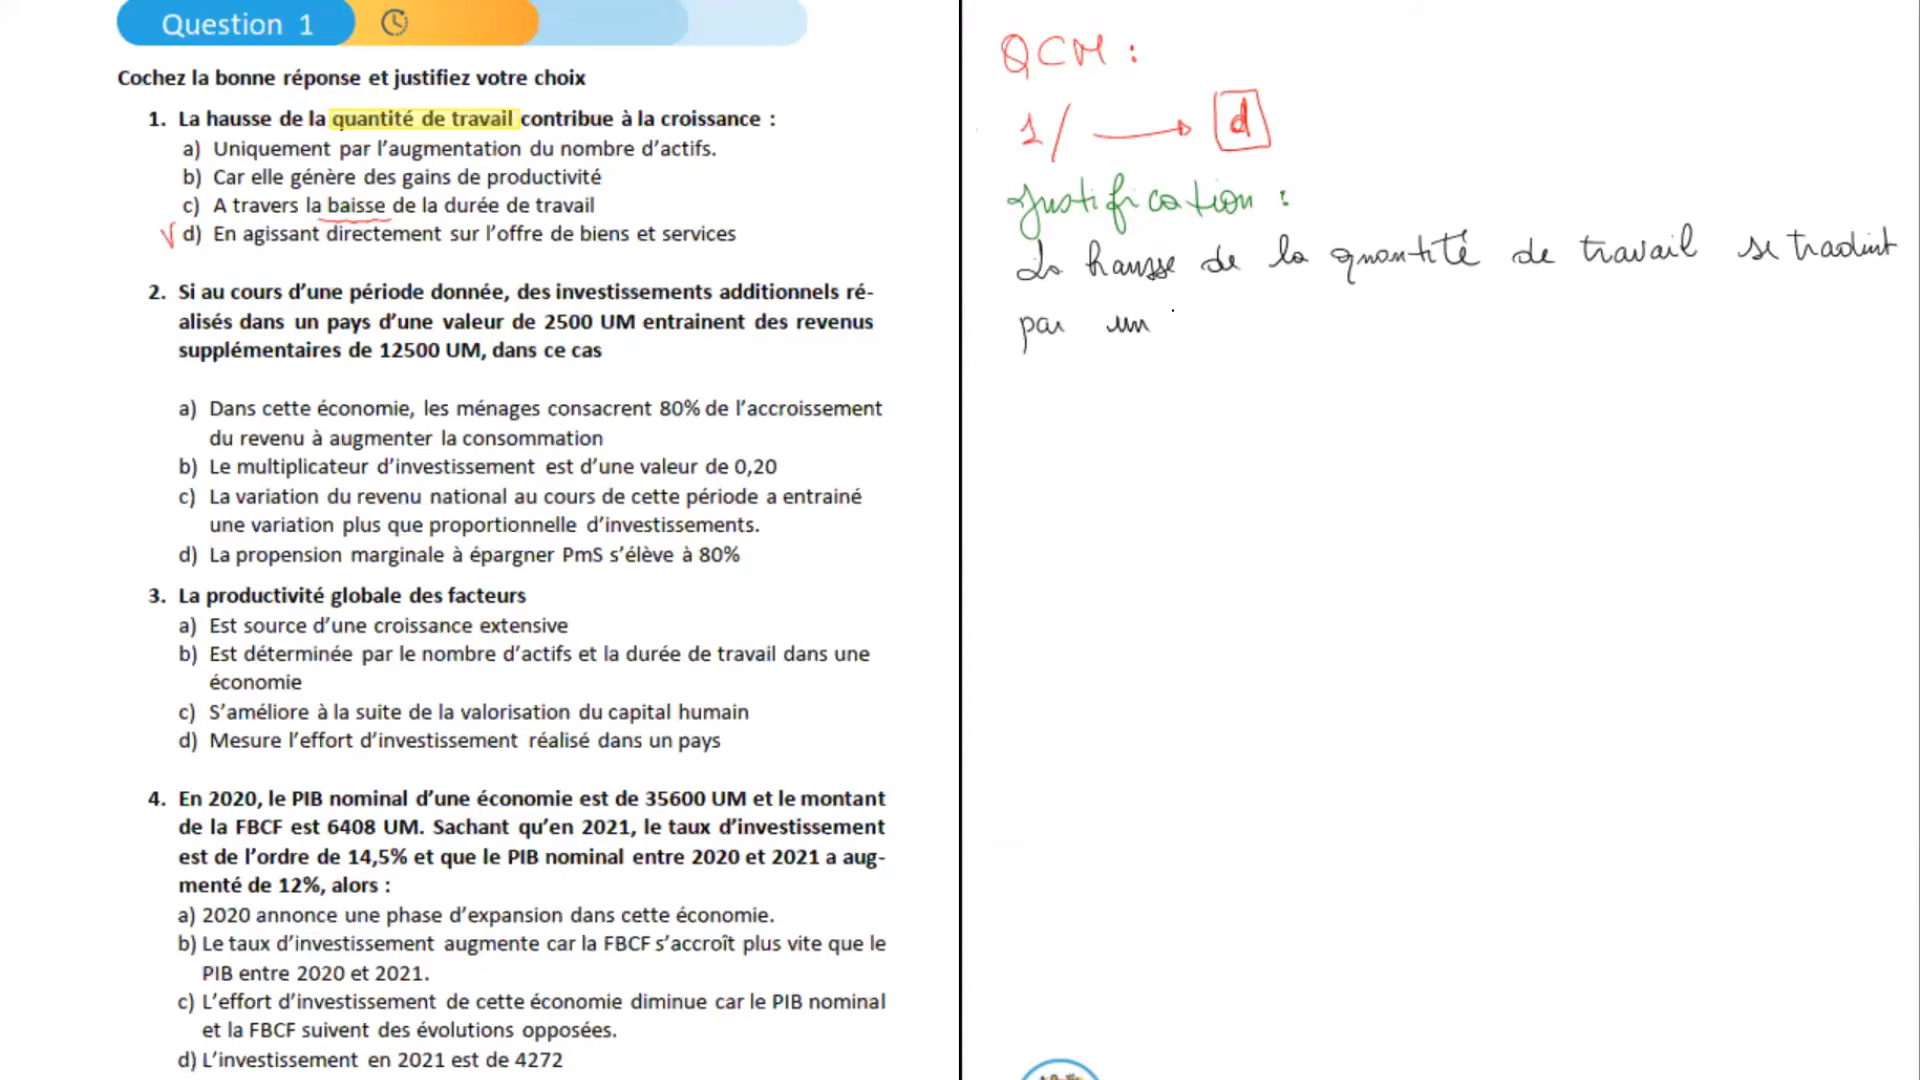 Question 1
Cochez la bonne réponse et justifiez votre choix
1. La hausse de la quantité de travail contribue à la croissance :
a) Uniquement par l’augmentation du nombre d’actifs.
b) Car elle génère des gains de productivité
c) A travers la baisse de la durée de travail
√ d) En agissant directement sur l’offre de biens et services
2. Si au cours d’une période donnée, des investissements additionnels ré-
alisés dans un pays d’une valeur de 2500 UM entrainent des revenus
supplémentaires de 12500 UM, dans ce cas
a) Dans cette économie, les ménages consacrent 80% de l’accroissement
du revenu à augmenter la consommation
b) Le multiplicateur d’investissement est d’une valeur de 0,20
c) La variation du revenu national au cours de cette période a entrainé
une variation plus que proportionnelle d’investissements.
d) La propension marginale à épargner PmS s’élève à 80%
3. La productivité globale des facteurs
a) Est source d’une croissance extensive
b) Est déterminée par le nombre d’actifs et la durée de travail dans une
économie
c) S’améliore à la suite de la valorisation du capital humain
d) Mesure l’effort d’investissement réalisé dans un pays
4. En 2020, le PIB nominal d’une économie est de 35600 UM et le montant
de la FBCF est 6408 UM. Sachant qu’en 2021, le taux d’investissement
est de l’ordre de 14,5% et que le PIB nominal entre 2020 et 2021 a aug-
menté de 12%, alors :
a) 2020 annonce une phase d’expansion dans cette économie.
b) Le taux d’investissement augmente car la FBCF s’accroît plus vite que le
PIB entre 2020 et 2021.
c) L’effort d’investissement de cette économie diminue car le PIB nominal
et la FBCF suivent des évolutions opposées.
d) L’investissement en 2021 est de 4272
QCM :
1/ → d
Justification :
La hausse de la quantité de travail se traduit
par un